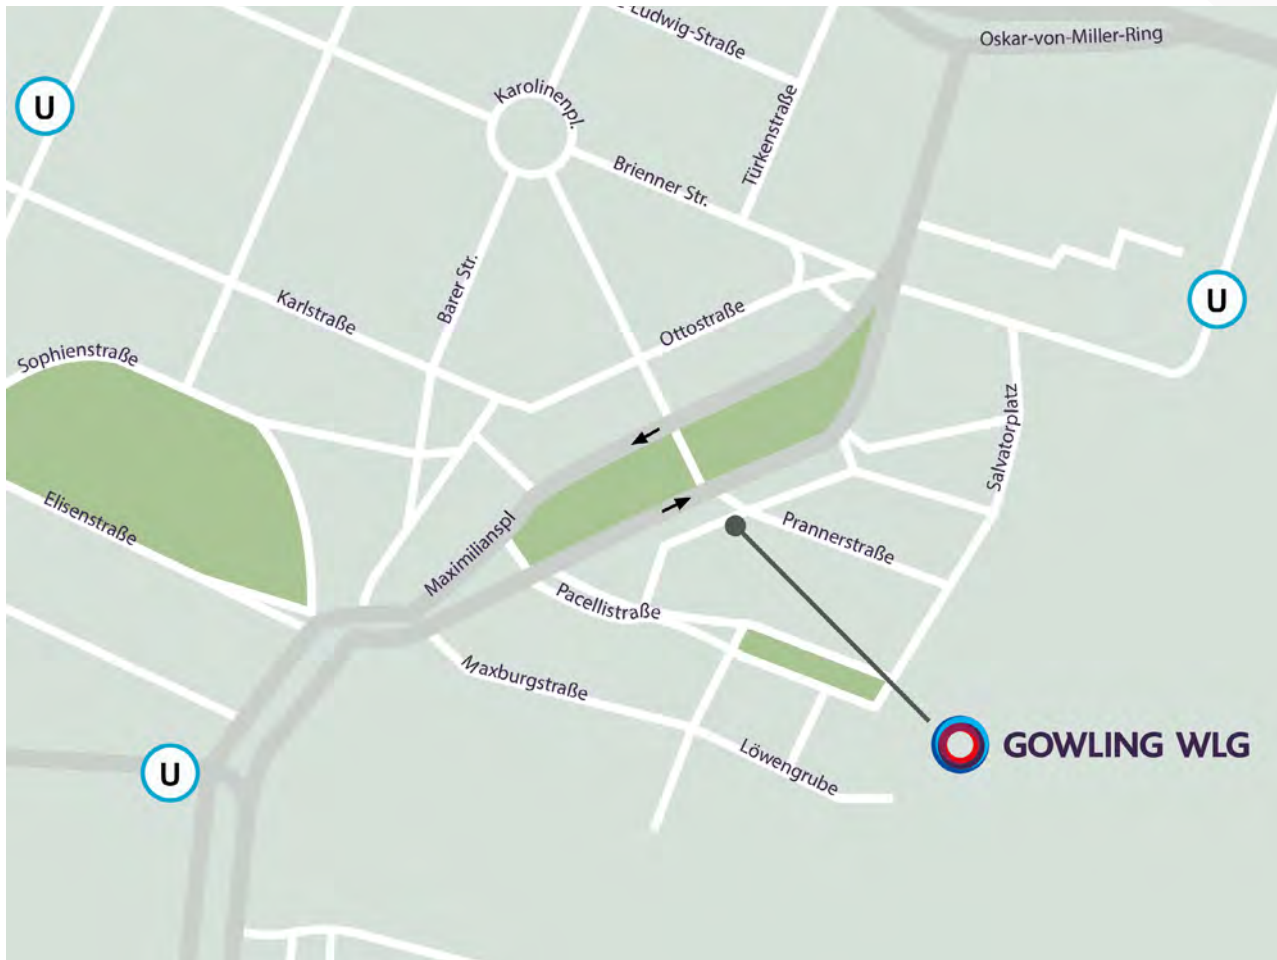 Ludwig-Straße
Oskar-von-Miller-Ring
U
Karolinenpl.
Türkenstraße
Brienner Str.
Barer Str.
U
Karlstraße
Ottostraße
Sophienstraße
Salvatorplatz
Elisenstraße
Maximilianspl
Prannerstraße
Pacellistraße
Maxburgstraße
GOWLING WLG
Löwengrube
U